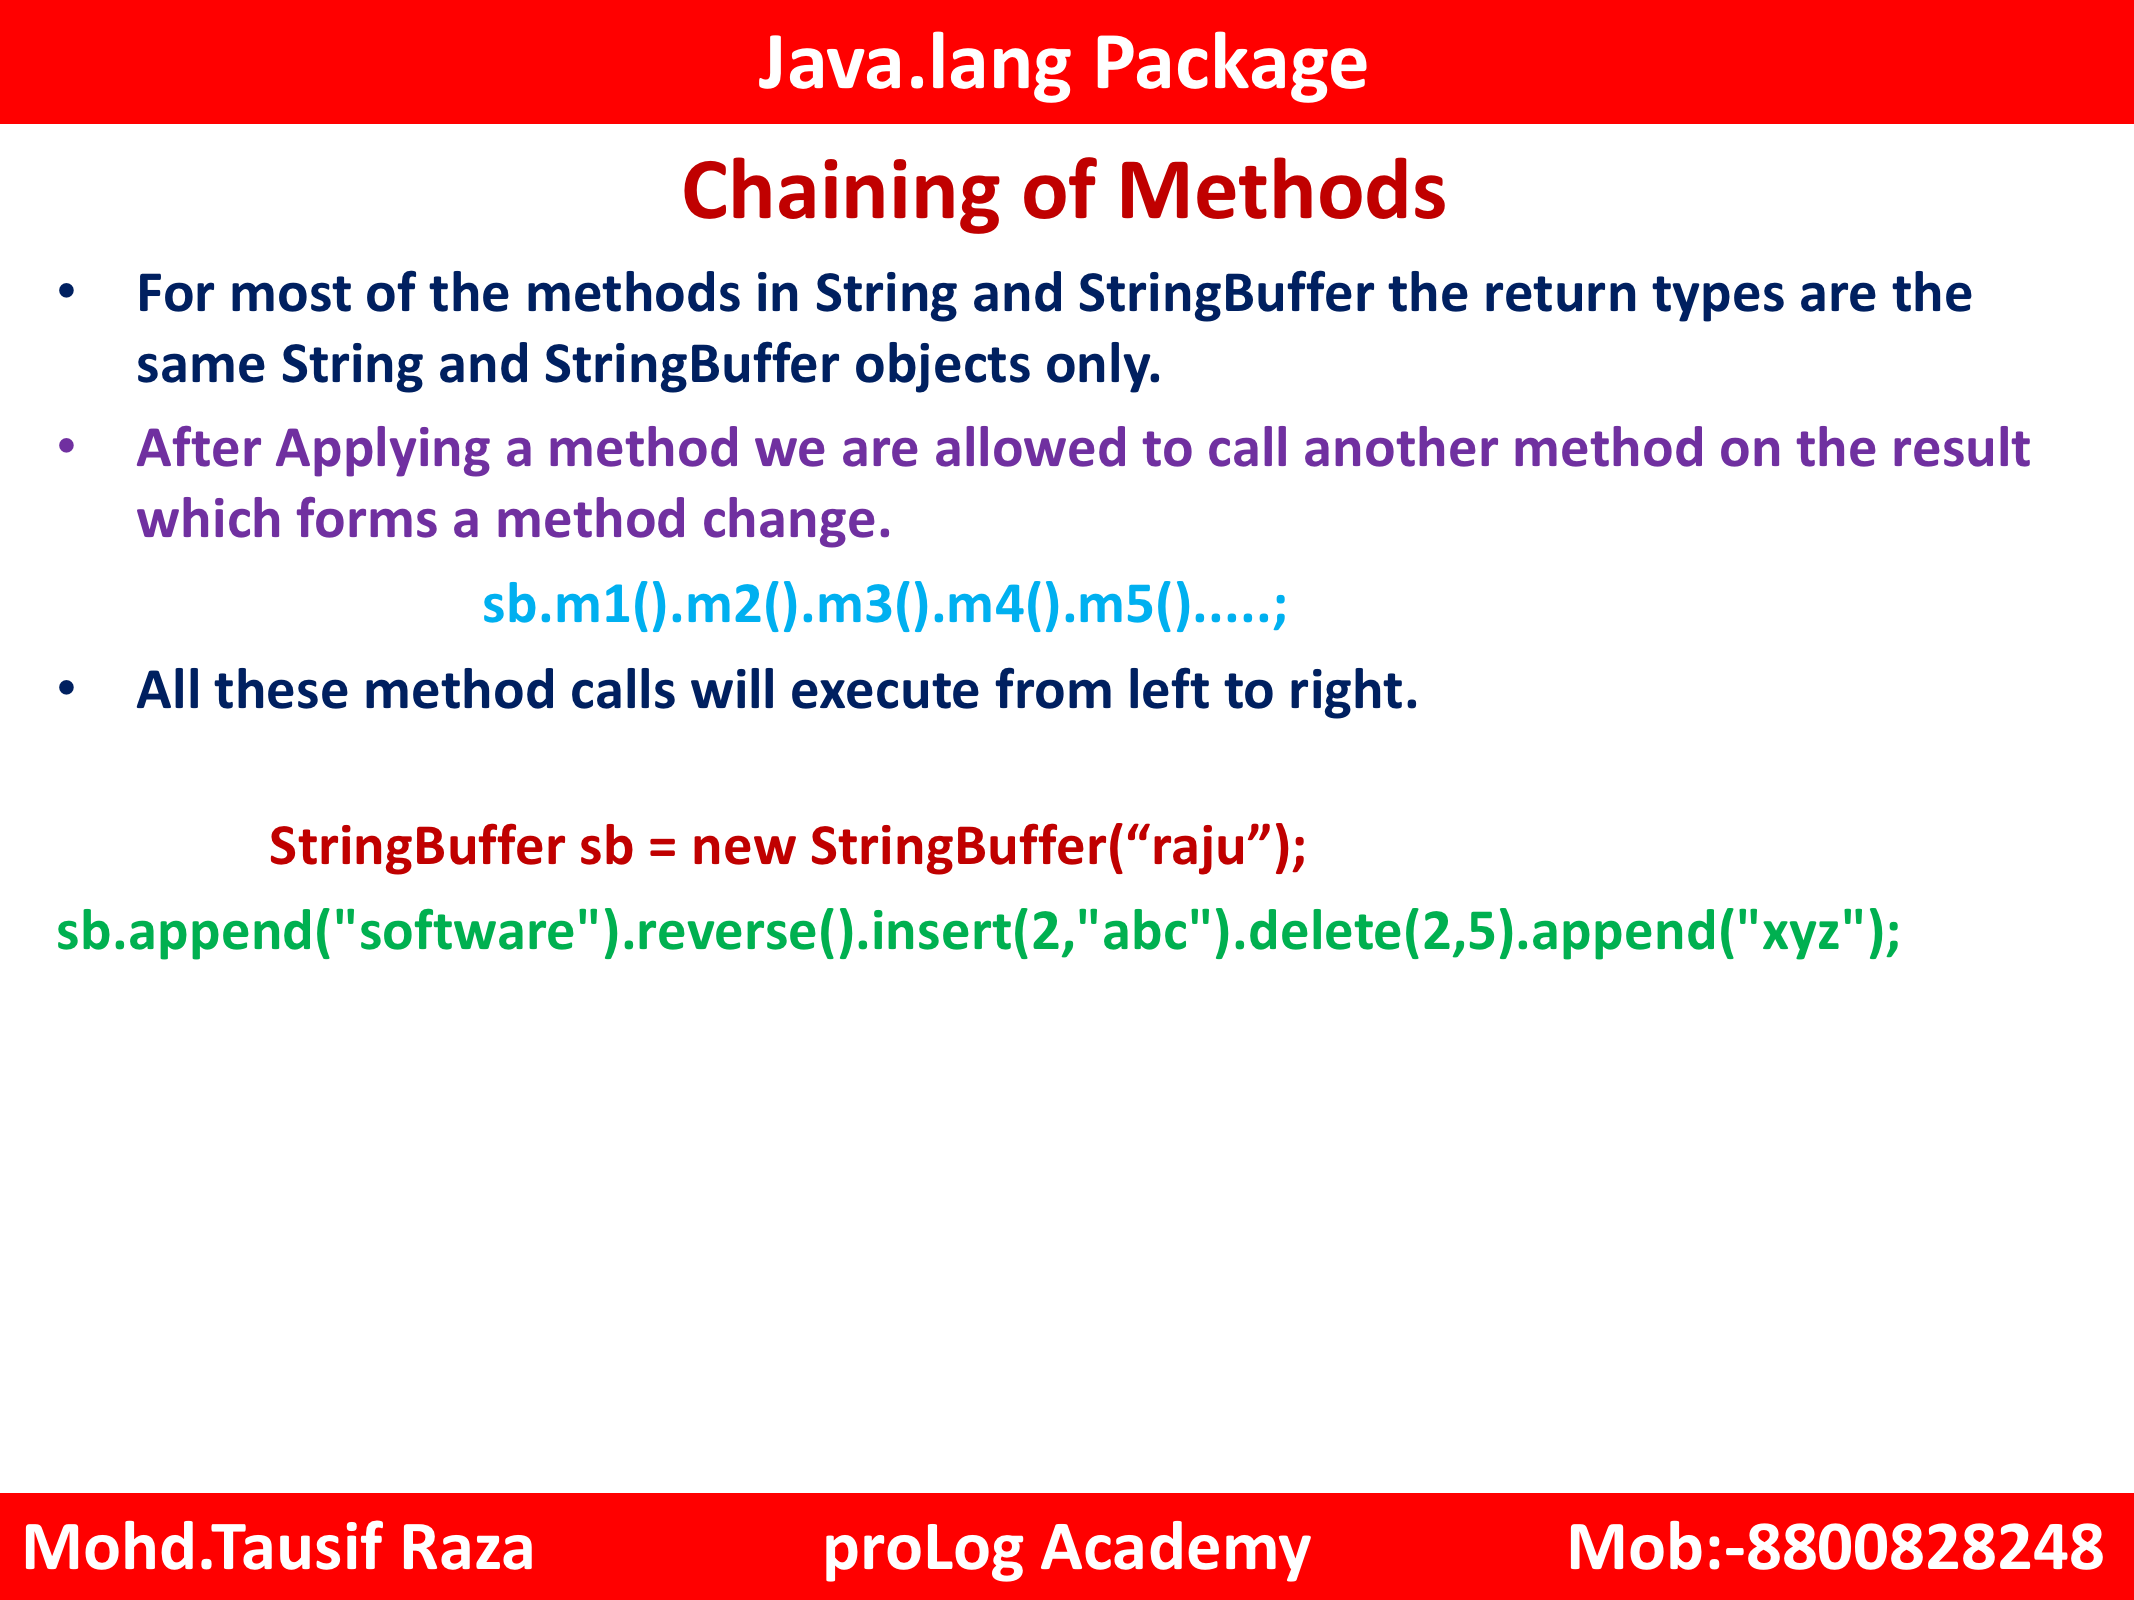 Java.lang Package
Chaining of Methods
• For most of the methods in String and StringBuffer the return types are the
same String and StringBuffer objects only.
• After Applying a method we are allowed to call another method on the result
which forms a method change.
sb.m1().m2().m3().m4().m5().....;
• All these method calls will execute from left to right.
StringBuffer sb = new StringBuffer(“raju”);
sb.append("software").reverse().insert(2,"abc").delete(2,5).append("xyz");
Mohd.Tausif Raza proLog Academy Mob:-8800828248